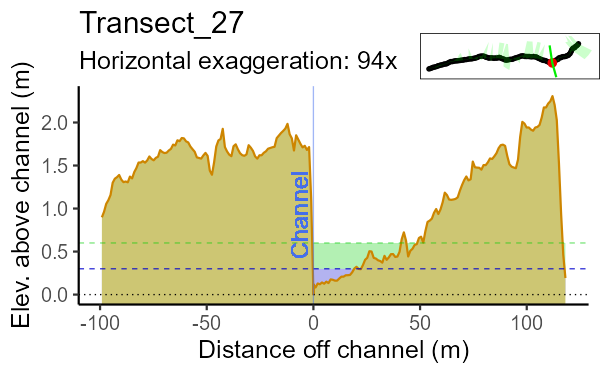 Transect_27
Horizontal exaggeration: 94x
Elev. above channel (m)
2.0
1.5
1.0
0.5
0.0
Channel
-100
-50
0
50
100
Distance off channel (m)